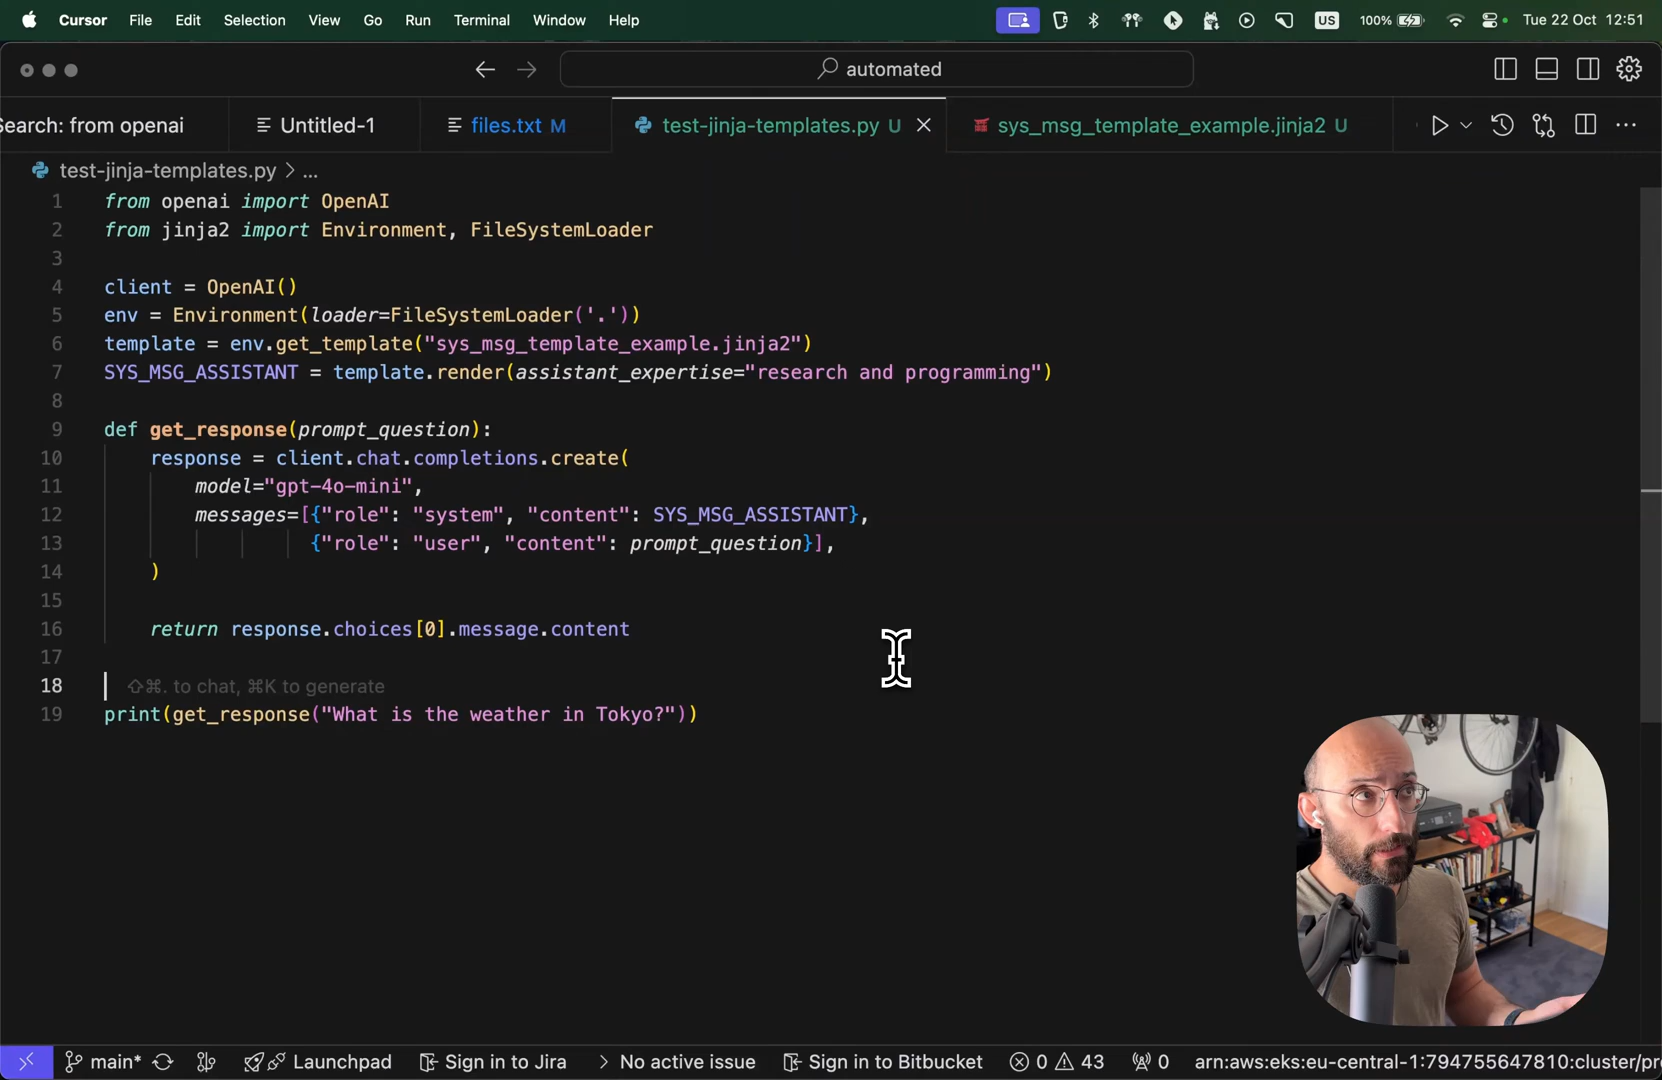 Cursor File Edit Selection View Go Run Terminal Window Help US 100% Tue 22 Oct 12:51
automated
Search: from openai Untitled-1 files.txt M test-jinja-templates.py U sys_msg_template_example.jinja2 U
test-jinja-templates.py > ...
1 from openai import OpenAI
2 from jinja2 import Environment, FileSystemLoader
3
4 client = OpenAI()
5 env = Environment(loader=FileSystemLoader('.'))
6 template = env.get_template("sys_msg_template_example.jinja2")
7 SYS_MSG_ASSISTANT = template.render(assistant_expertise="research and programming")
8
9 def get_response(prompt_question):
10 response = client.chat.completions.create(
11 model="gpt-4o-mini",
12 messages=[{"role": "system", "content": SYS_MSG_ASSISTANT},
13 {"role": "user", "content": prompt_question}],
14 )
15
16 return response.choices[0].message.content
17
18 ⇧⌘. to chat, ⌘K to generate
19 print(get_response("What is the weather in Tokyo?"))
main* Launchpad Sign in to Jira > No active issue Sign in to Bitbucket 0 43 0 arn:aws:eks:eu-central-1:794755647810:cluster/pr